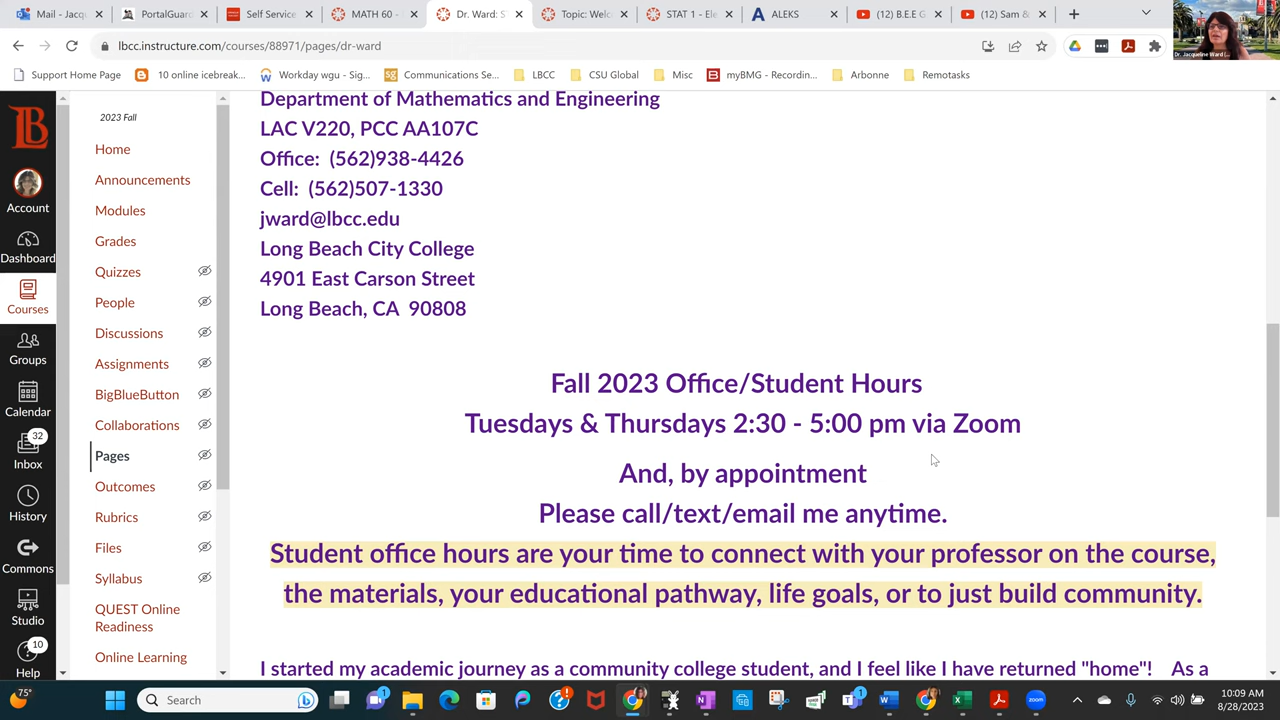 Mail - Jacq
PortalGuard
Self Service
MATH 60 -
Dr. Ward: ST
Topic: Welc
STAT 1 - Ele
ALEKS
(12) B.E.E G
(12) Sam &
lbcc.instructure.com/courses/88971/pages/dr-ward
Dr. Jacqueline Ward (...
Support Home Page
10 online icebreak...
Workday wgu - Sig...
Communications Se...
LBCC
CSU Global
Misc
myBMG - Recordin...
Arbonne
Remotasks
Account
Dashboard
Courses
Groups
Calendar
32
Inbox
History
Commons
Studio
10
Help
2023 Fall
Home
Announcements
Modules
Grades
Quizzes
People
Discussions
Assignments
BigBlueButton
Collaborations
Pages
Outcomes
Rubrics
Files
Syllabus
QUEST Online
Readiness
Online Learning
Department of Mathematics and Engineering
LAC V220, PCC AA107C
Office: (562)938-4426
Cell: (562)507-1330
jward@lbcc.edu
Long Beach City College
4901 East Carson Street
Long Beach, CA 90808
Fall 2023 Office/Student Hours
Tuesdays & Thursdays 2:30 - 5:00 pm via Zoom
And, by appointment
Please call/text/email me anytime.
Student office hours are your time to connect with your professor on the course,
the materials, your educational pathway, life goals, or to just build community.
I started my academic journey as a community college student, and I feel like I have returned "home"! As a
75°
Search
10:09 AM
8/28/2023